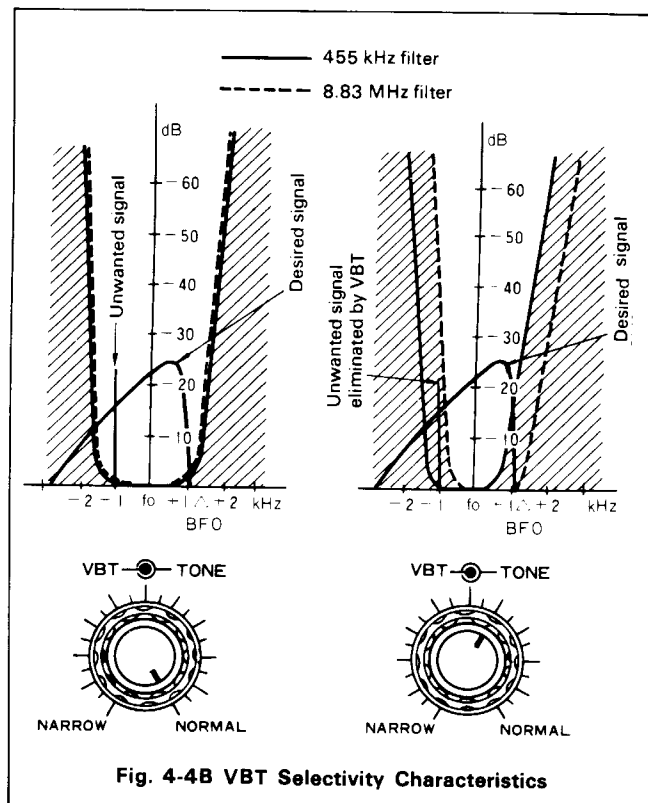 455 kHz filter
8.83 MHz filter
dB
−60
−50
−40
−30
−20
−10
Unwanted signal
Desired signal
−2 −1 fo +1 △ +2 kHz
BFO
dB
−60
−50
−40
−30
−20
−10
Unwanted signal
eliminated by VBT
Desired signal
−2 −1 fo +1 △ +2 kHz
BFO
VBT TONE
NARROW NORMAL
VBT TONE
NARROW NORMAL
Fig. 4-4B VBT Selectivity Characteristics